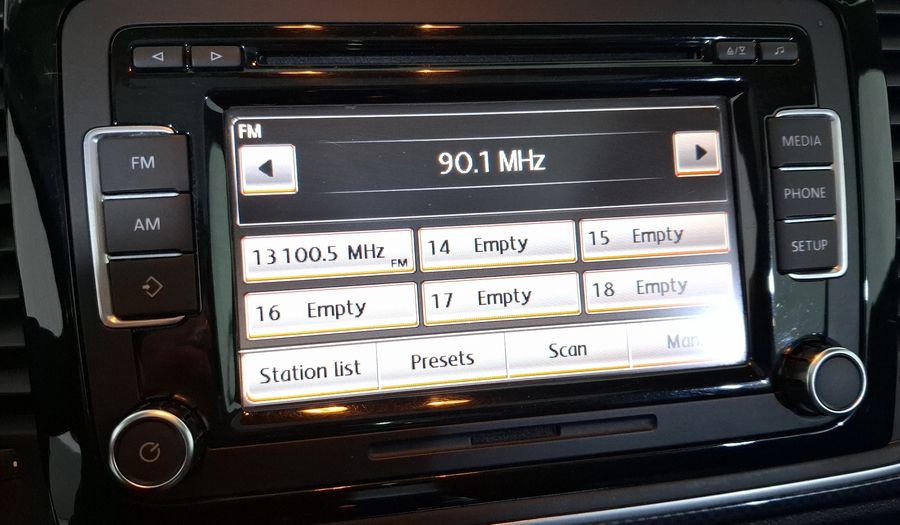 FM
90.1 MHz
FM
AM
MEDIA
PHONE
SETUP
13 100.5 MHz FM
14 Empty
15 Empty
16 Empty
17 Empty
18 Empty
Station list
Presets
Scan